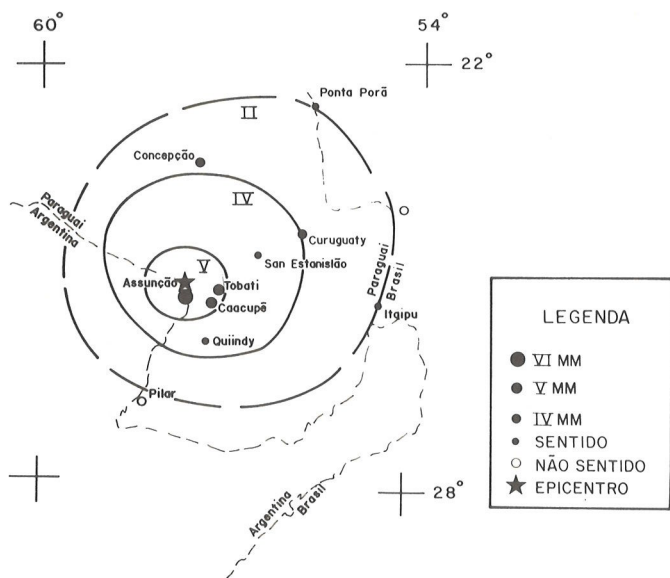 60°
54°
22°
Ponta Porã
II
Concepção
IV
Paraguai
Argentina
Curuguaty
San Estanislão
V
Assunção
Tobati
Caacupê
Paraguai
Brasil
Itaipu
Quiindy
Pilar
28°
Argentina
Brasil
LEGENDA
VI MM
V MM
IV MM
SENTIDO
NÃO SENTIDO
EPICENTRO